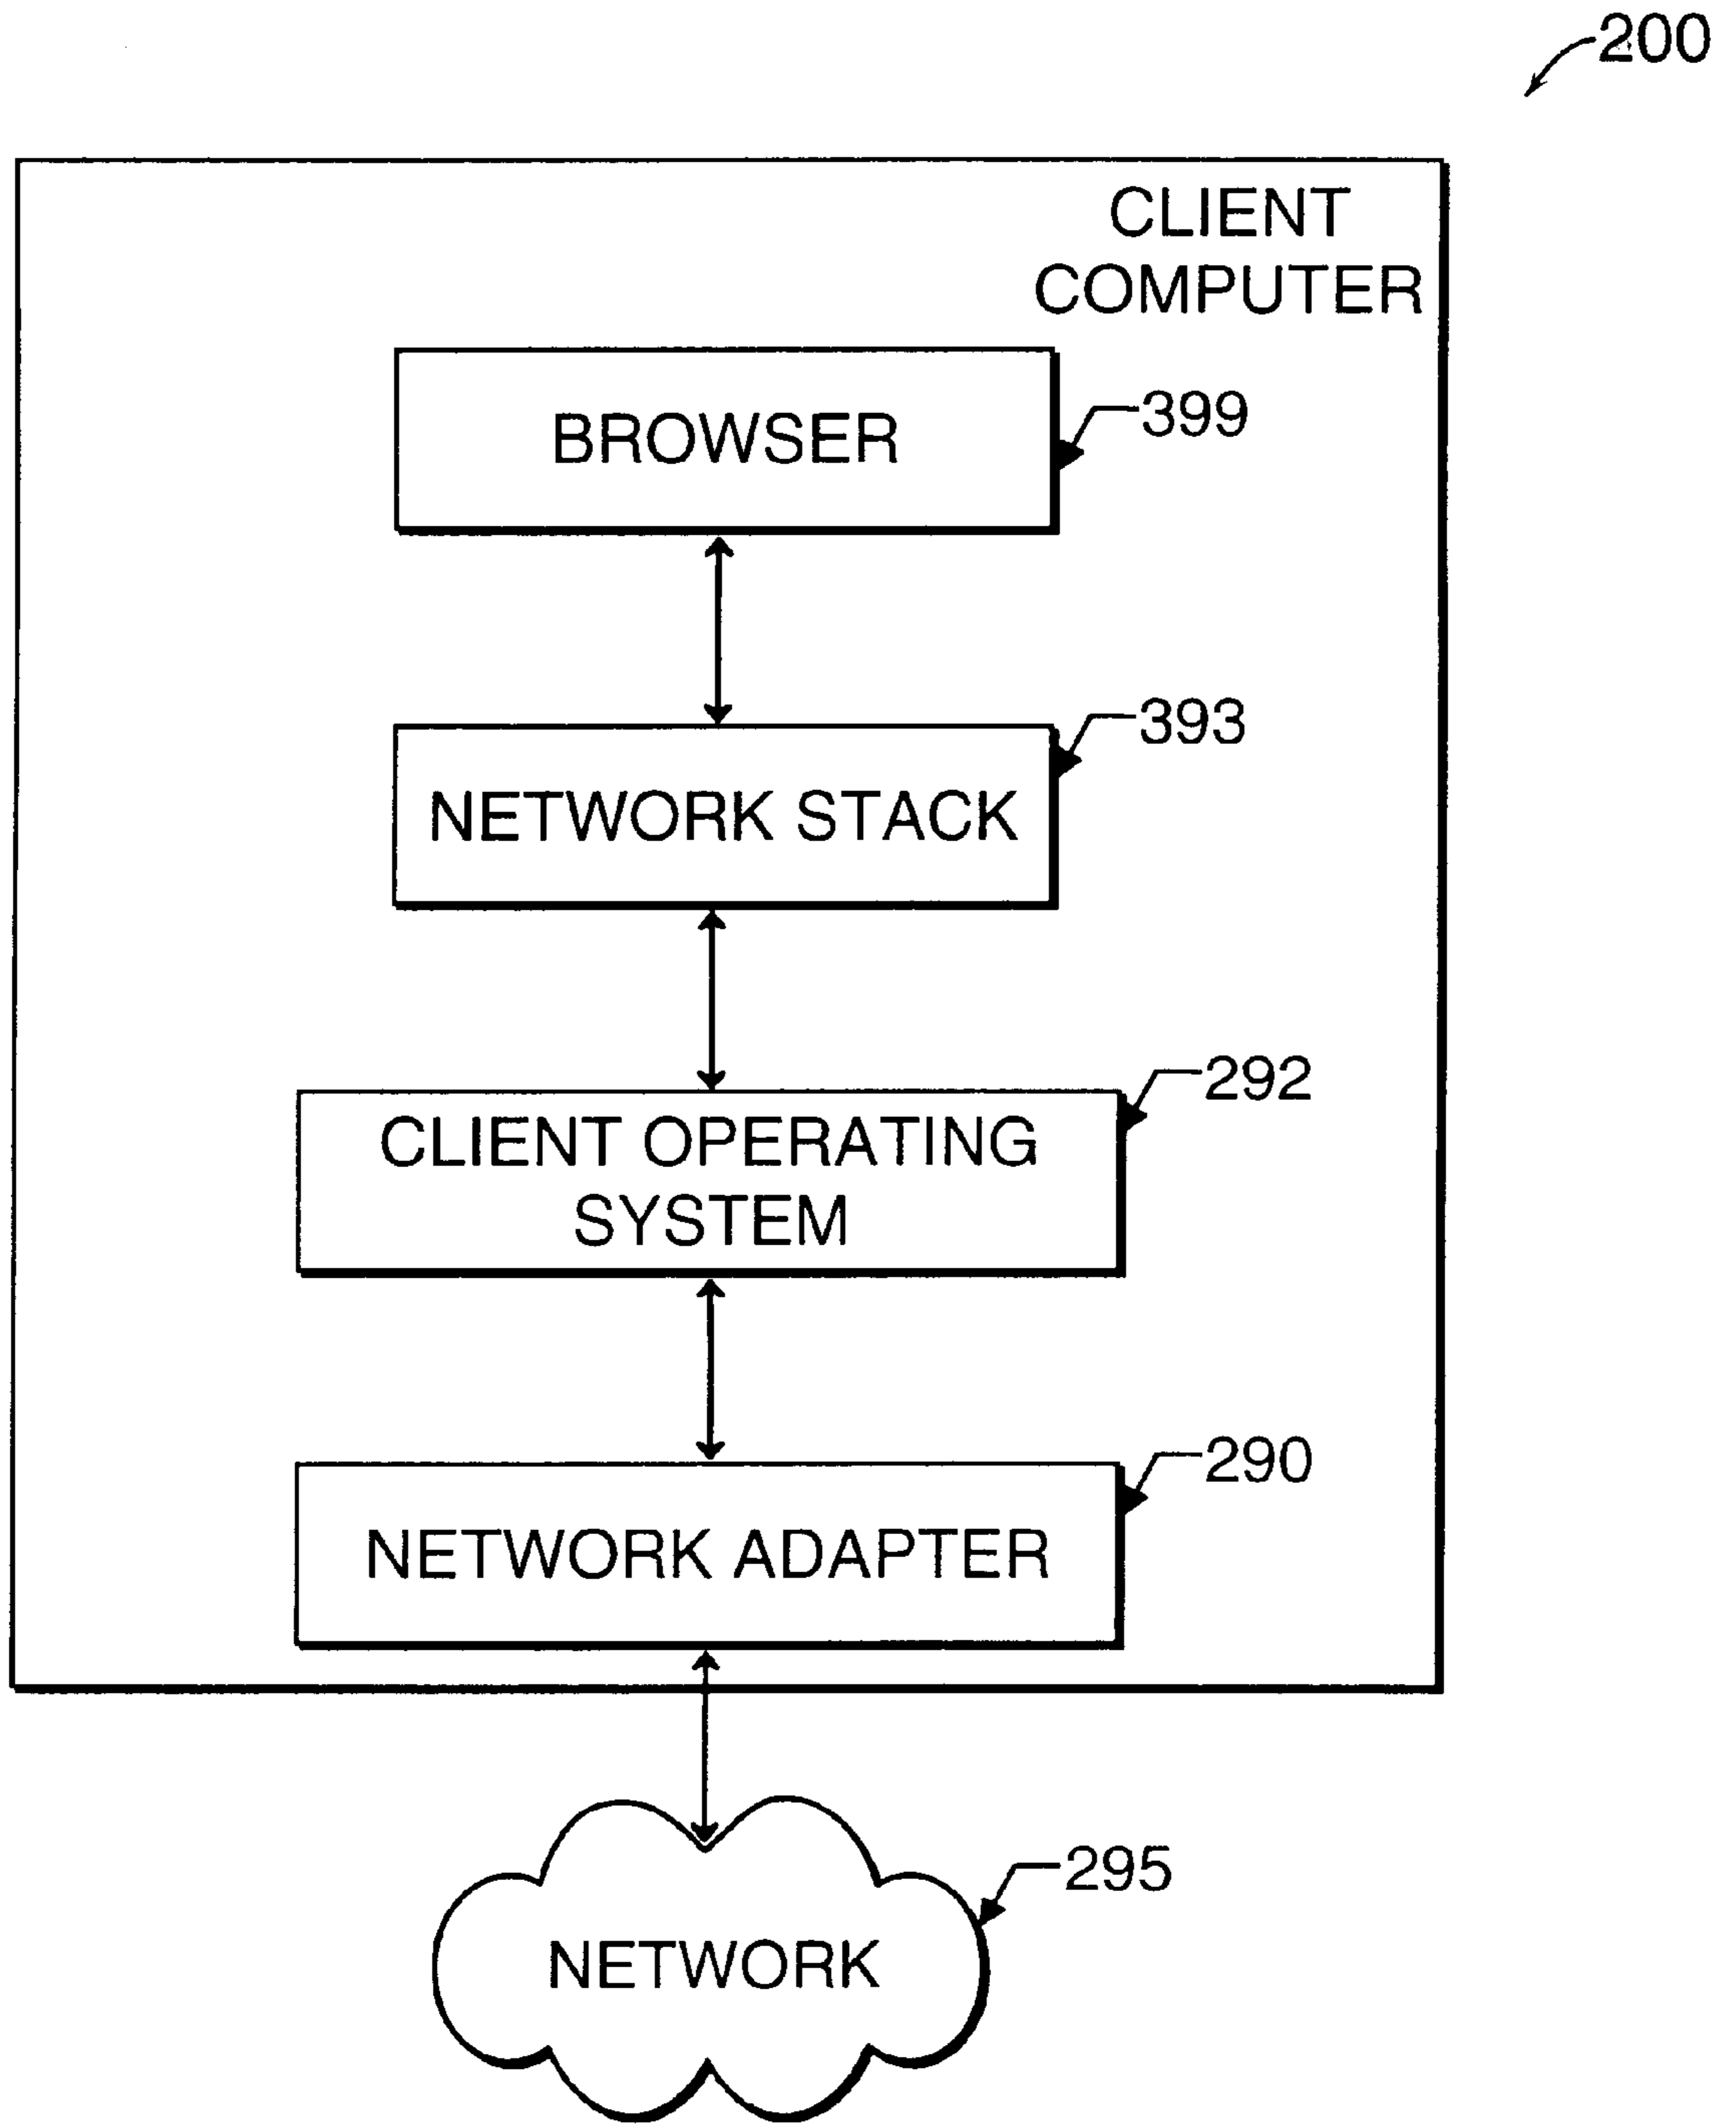 200
CLIENT
COMPUTER
BROWSER
399
NETWORK STACK
393
CLIENT OPERATING
SYSTEM
292
NETWORK ADAPTER
290
NETWORK
295